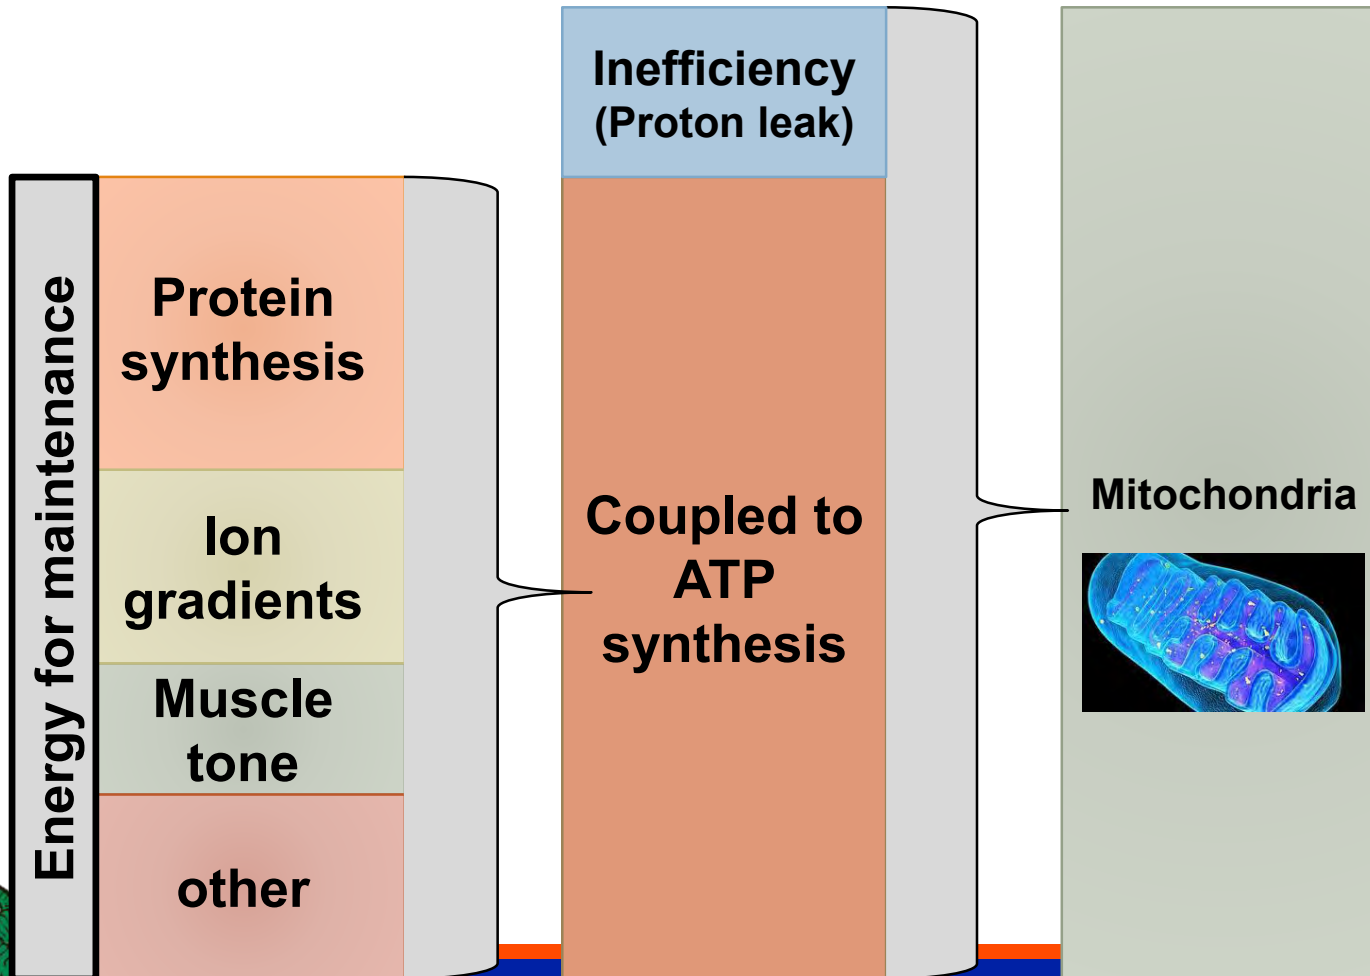 Energy for maintenance
Protein
synthesis
Ion
gradients
Muscle
tone
other
Inefficiency
(Proton leak)
Coupled to
ATP
synthesis
Mitochondria